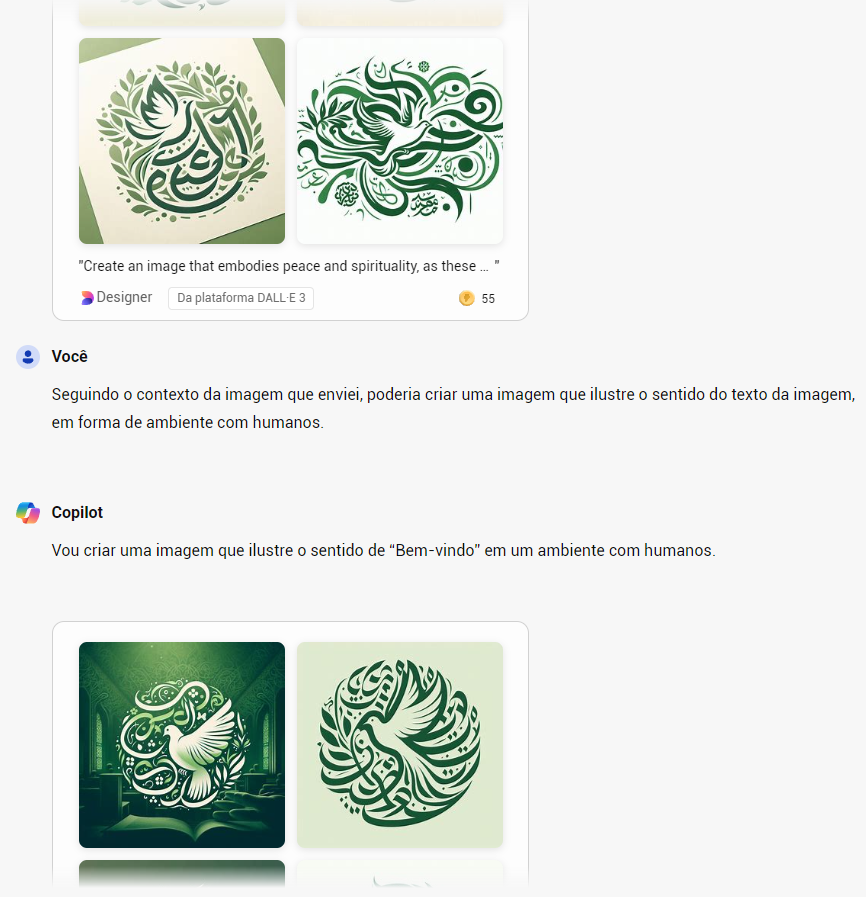 "Create an image that embodies peace and spirituality, as these ... "
Designer Da plataforma DALL·E 3 55
Você
Seguindo o contexto da imagem que enviei, poderia criar uma imagem que ilustre o sentido do texto da imagem,
em forma de ambiente com humanos.
Copilot
Vou criar uma imagem que ilustre o sentido de “Bem-vindo” em um ambiente com humanos.